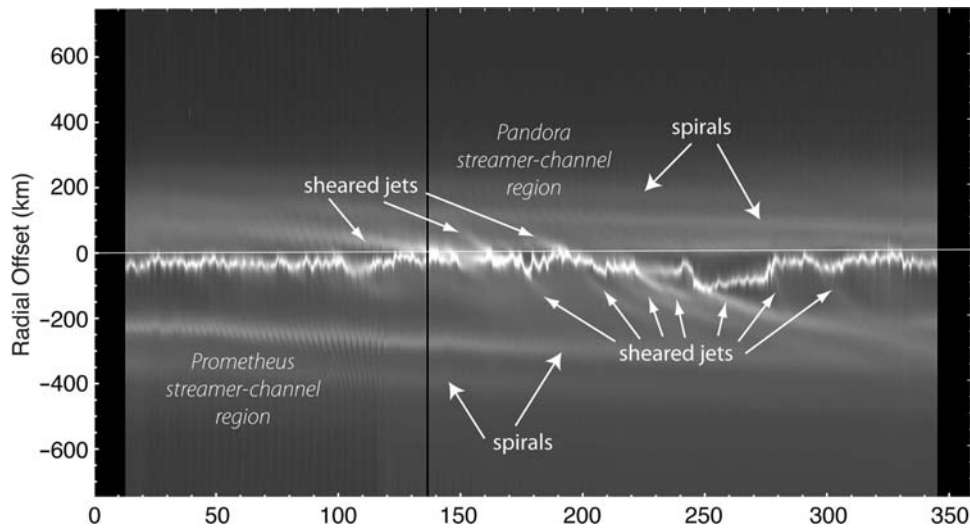 600
400
200
0
−200
−400
−600
Radial Offset (km)
Pandora
streamer-channel
region
spirals
sheared jets
sheared jets
Prometheus
streamer-channel
region
spirals
0 50 100 150 200 250 300 350